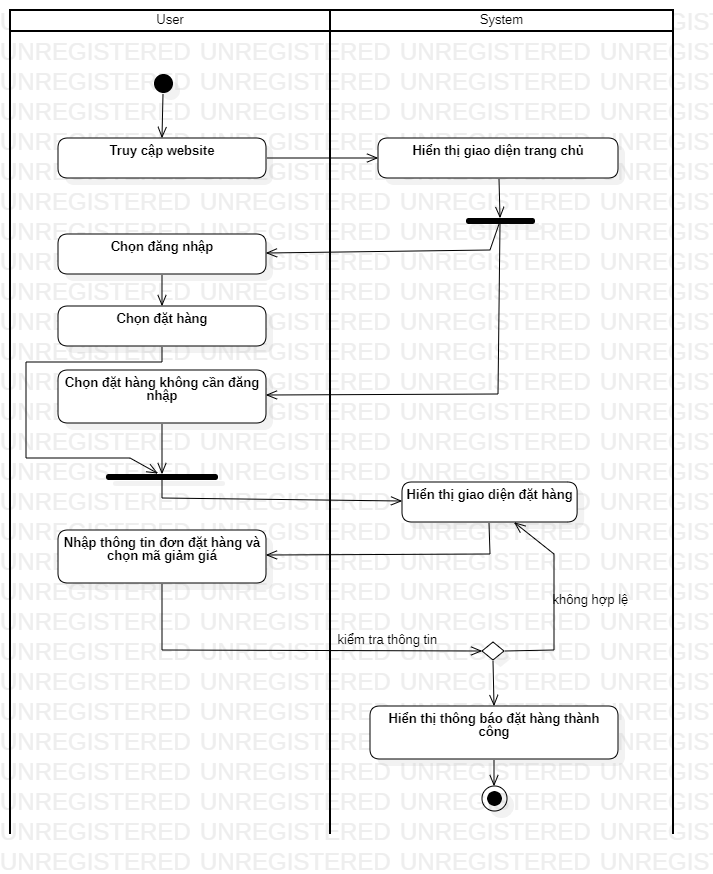 User
System
Truy cập website
Hiển thị giao diện trang chủ
Chọn đăng nhập
Chọn đặt hàng
Chọn đặt hàng không cần đăng
nhập
Hiển thị giao diện đặt hàng
Nhập thông tin đơn đặt hàng và
chọn mã giảm giá
không hợp lệ
kiểm tra thông tin
Hiển thị thông báo đặt hàng thành
công
UNREGISTERED